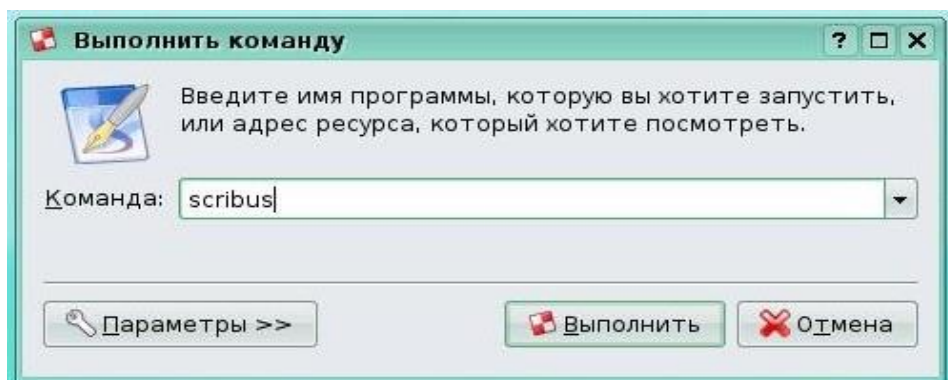 Выполнить команду
Введите имя программы, которую вы хотите запустить,
или адрес ресурса, который хотите посмотреть.
Команда: scribus
Параметры >> Выполнить Отмена